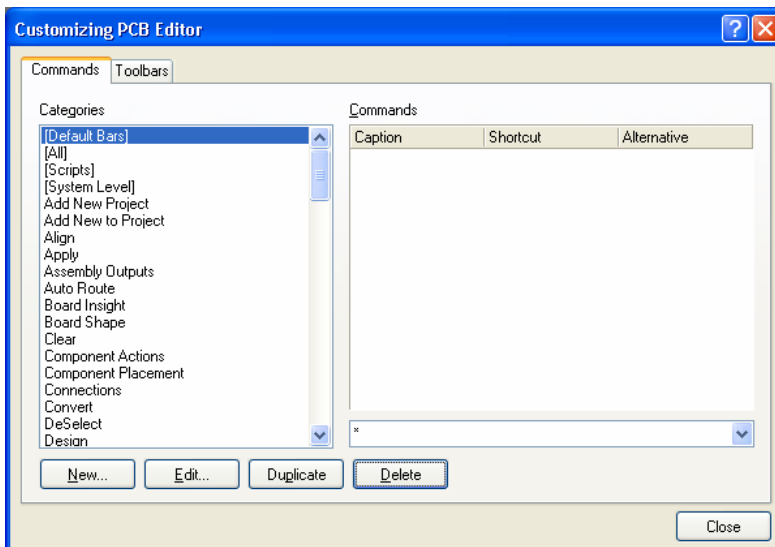 Customizing PCB Editor
Commands
Toolbars
Categories
[Default Bars]
[All]
[Scripts]
[System Level]
Add New Project
Add New to Project
Align
Apply
Assembly Outputs
Auto Route
Board Insight
Board Shape
Clear
Component Actions
Component Placement
Connections
Convert
DeSelect
Design
Commands
Caption Shortcut Alternative
*
New... Edit... Duplicate Delete
Close